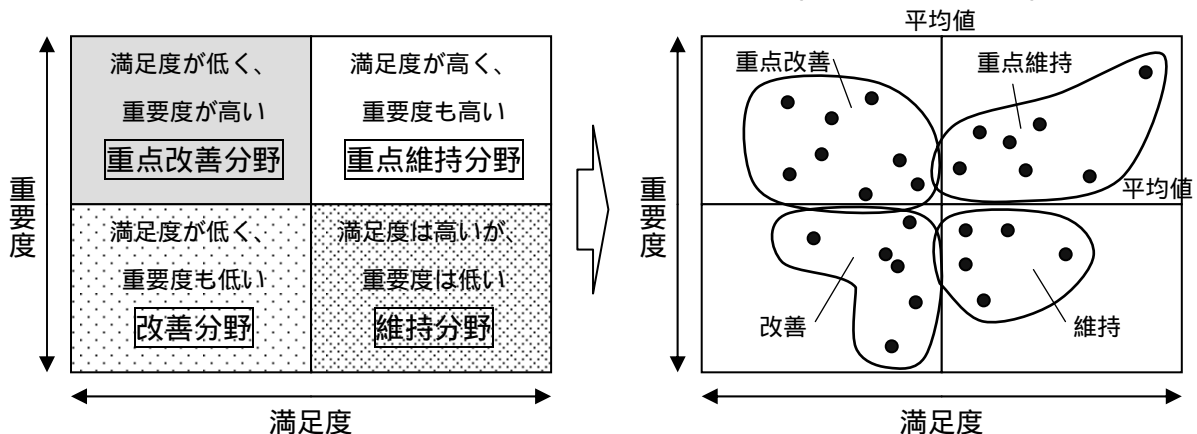 重要度
満足度が低く、
重要度が高い
重点改善分野
満足度が高く、
重要度も高い
重点維持分野
満足度が低く、
重要度も低い
改善分野
満足度は高いが、
重要度は低い
維持分野
満足度
平均値
重要度
重点改善
重点維持
平均値
改善
維持
満足度